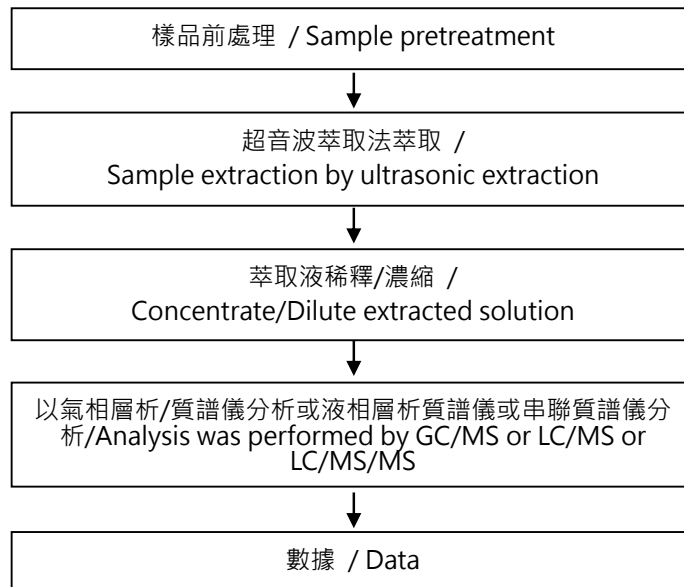 樣品前處理 / Sample pretreatment
超音波萃取法萃取 /
Sample extraction by ultrasonic extraction
萃取液稀釋/濃縮 /
Concentrate/Dilute extracted solution
以氣相層析/質譜儀分析或液相層析質譜儀或串聯質譜儀分
析/Analysis was performed by GC/MS or LC/MS or
LC/MS/MS
數據 / Data